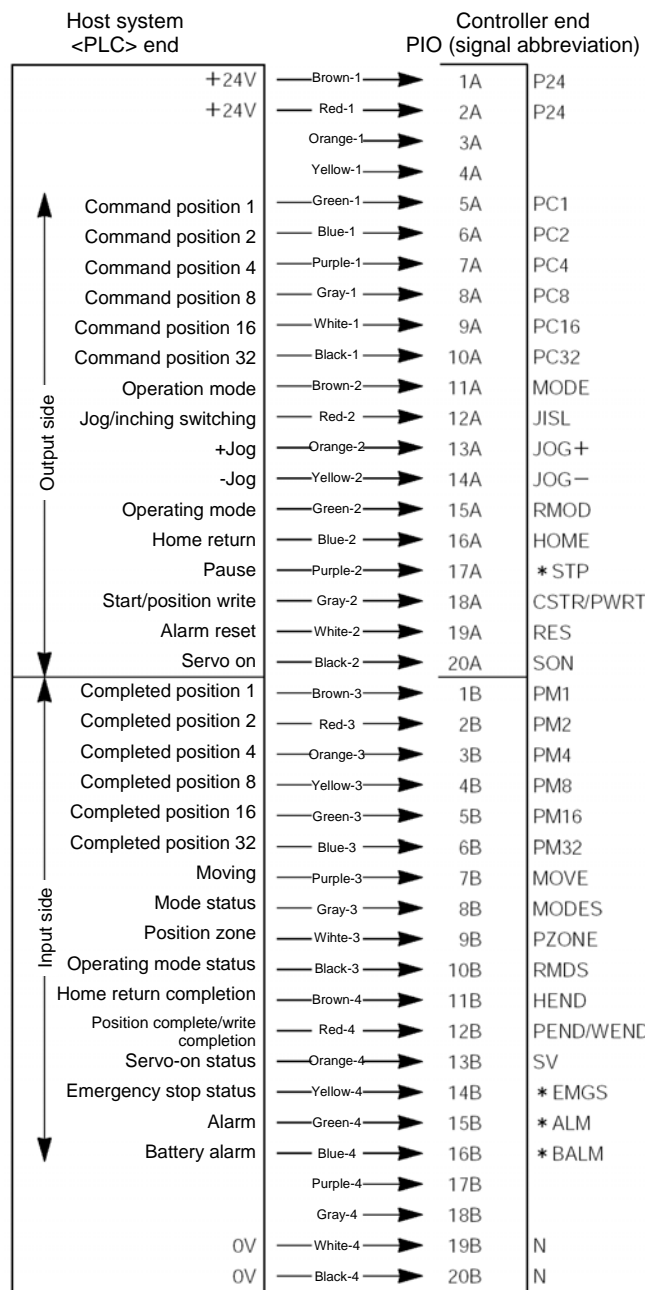 Host system
<PLC> end
Controller end
PIO (signal abbreviation)
+24V Brown-1 1A P24
+24V Red-1 2A P24
Orange-1 3A
Yellow-1 4A
Output side
Command position 1 Green-1 5A PC1
Command position 2 Blue-1 6A PC2
Command position 4 Purple-1 7A PC4
Command position 8 Gray-1 8A PC8
Command position 16 White-1 9A PC16
Command position 32 Black-1 10A PC32
Operation mode Brown-2 11A MODE
Jog/inching switching Red-2 12A JISL
+Jog Orange-2 13A JOG+
-Jog Yellow-2 14A JOG−
Operating mode Green-2 15A RMOD
Home return Blue-2 16A HOME
Pause Purple-2 17A *STP
Start/position write Gray-2 18A CSTR/PWRT
Alarm reset White-2 19A RES
Servo on Black-2 20A SON
Input side
Completed position 1 Brown-3 1B PM1
Completed position 2 Red-3 2B PM2
Completed position 4 Orange-3 3B PM4
Completed position 8 Yellow-3 4B PM8
Completed position 16 Green-3 5B PM16
Completed position 32 Blue-3 6B PM32
Moving Purple-3 7B MOVE
Mode status Gray-3 8B MODES
Position zone Wihte-3 9B PZONE
Operating mode status Black-3 10B RMDS
Home return completion Brown-4 11B HEND
Position complete/write
completion Red-4 12B PEND/WEND
Servo-on status Orange-4 13B SV
Emergency stop status Yellow-4 14B *EMGS
Alarm Green-4 15B *ALM
Battery alarm Blue-4 16B *BALM
Purple-4 17B
Gray-4 18B
0V White-4 19B N
0V Black-4 20B N